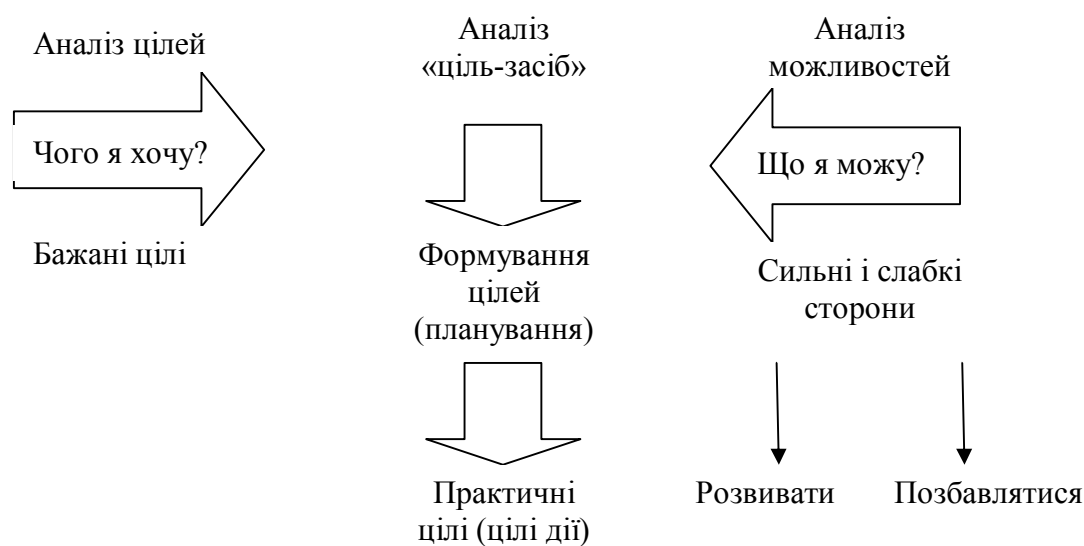 Аналіз цілей
Чого я хочу?
Бажані цілі
Аналіз
«ціль-засіб»
Формування
цілей
(планування)
Практичні
цілі (цілі дії)
Аналіз
можливостей
Що я можу?
Сильні і слабкі
сторони
Розвивати
Позбавлятися